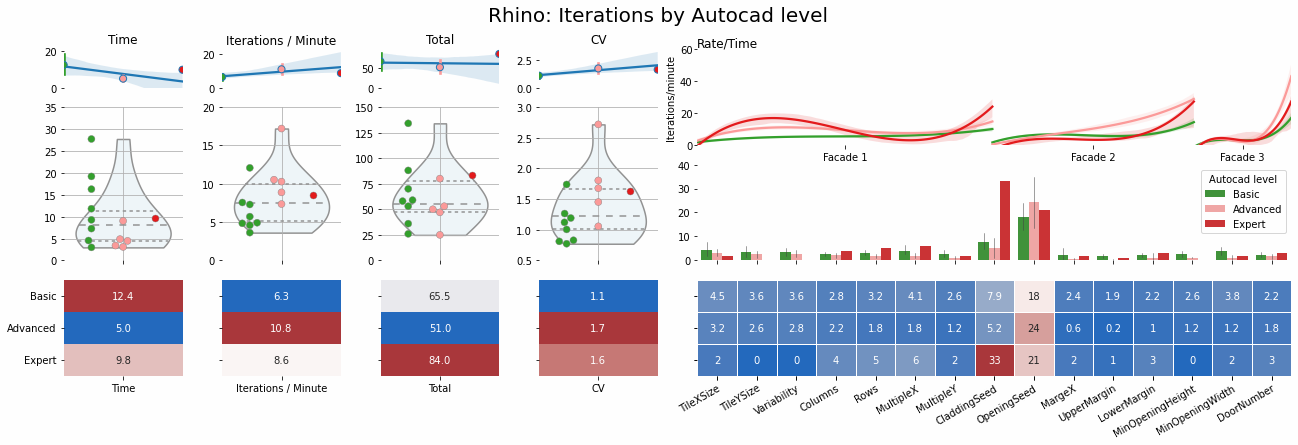 Rhino: Iterations by Autocad level
Time
Iterations / Minute
Total
CV
Rate/Time
20
0
20
0
50
0
2.5
0.0
60
40
20
0
Iterations/minute
Facade 1
Facade 2
Facade 3
35
30
25
20
15
10
5
0
20
15
10
5
0
150
125
100
75
50
25
0
3.0
2.5
2.0
1.5
1.0
0.5
40
30
20
10
0
Autocad level
Basic
Advanced
Expert
Basic 12.4 6.3 65.5 1.1 4.5 3.6 3.6 2.8 3.2 4.1 2.6 7.9 18 2.4 1.9 2.2 2.6 3.8 2.2
Advanced 5.0 10.8 51.0 1.7 3.2 2.6 2.8 2.2 1.8 1.8 1.2 5.2 24 0.6 0.2 1 1.2 1.2 1.8
Expert 9.8 8.6 84.0 1.6 2 0 0 4 5 6 2 33 21 2 1 3 0 2 3
Time
Iterations / Minute
Total
CV
TileXSize
TileYSize
Variability
Columns
Rows
MultipleX
MultipleY
CladdingSeed
OpeningSeed
MargeX
UpperMargin
LowerMargin
MinOpeningHeight
MinOpeningWidth
DoorNumber